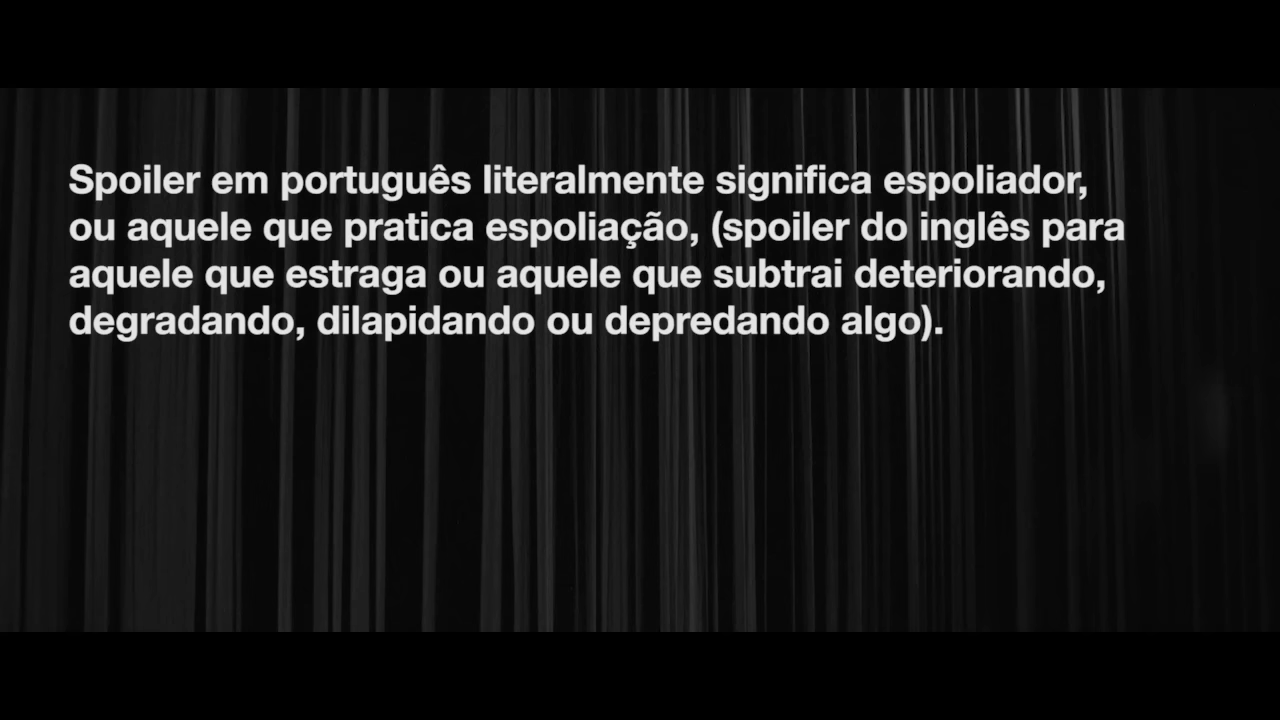 Spoiler em português literalmente significa espoliador,
ou aquele que pratica espoliação, (spoiler do inglês para
aquele que estraga ou aquele que subtrai deteriorando,
degradando, dilapidando ou depredando algo).